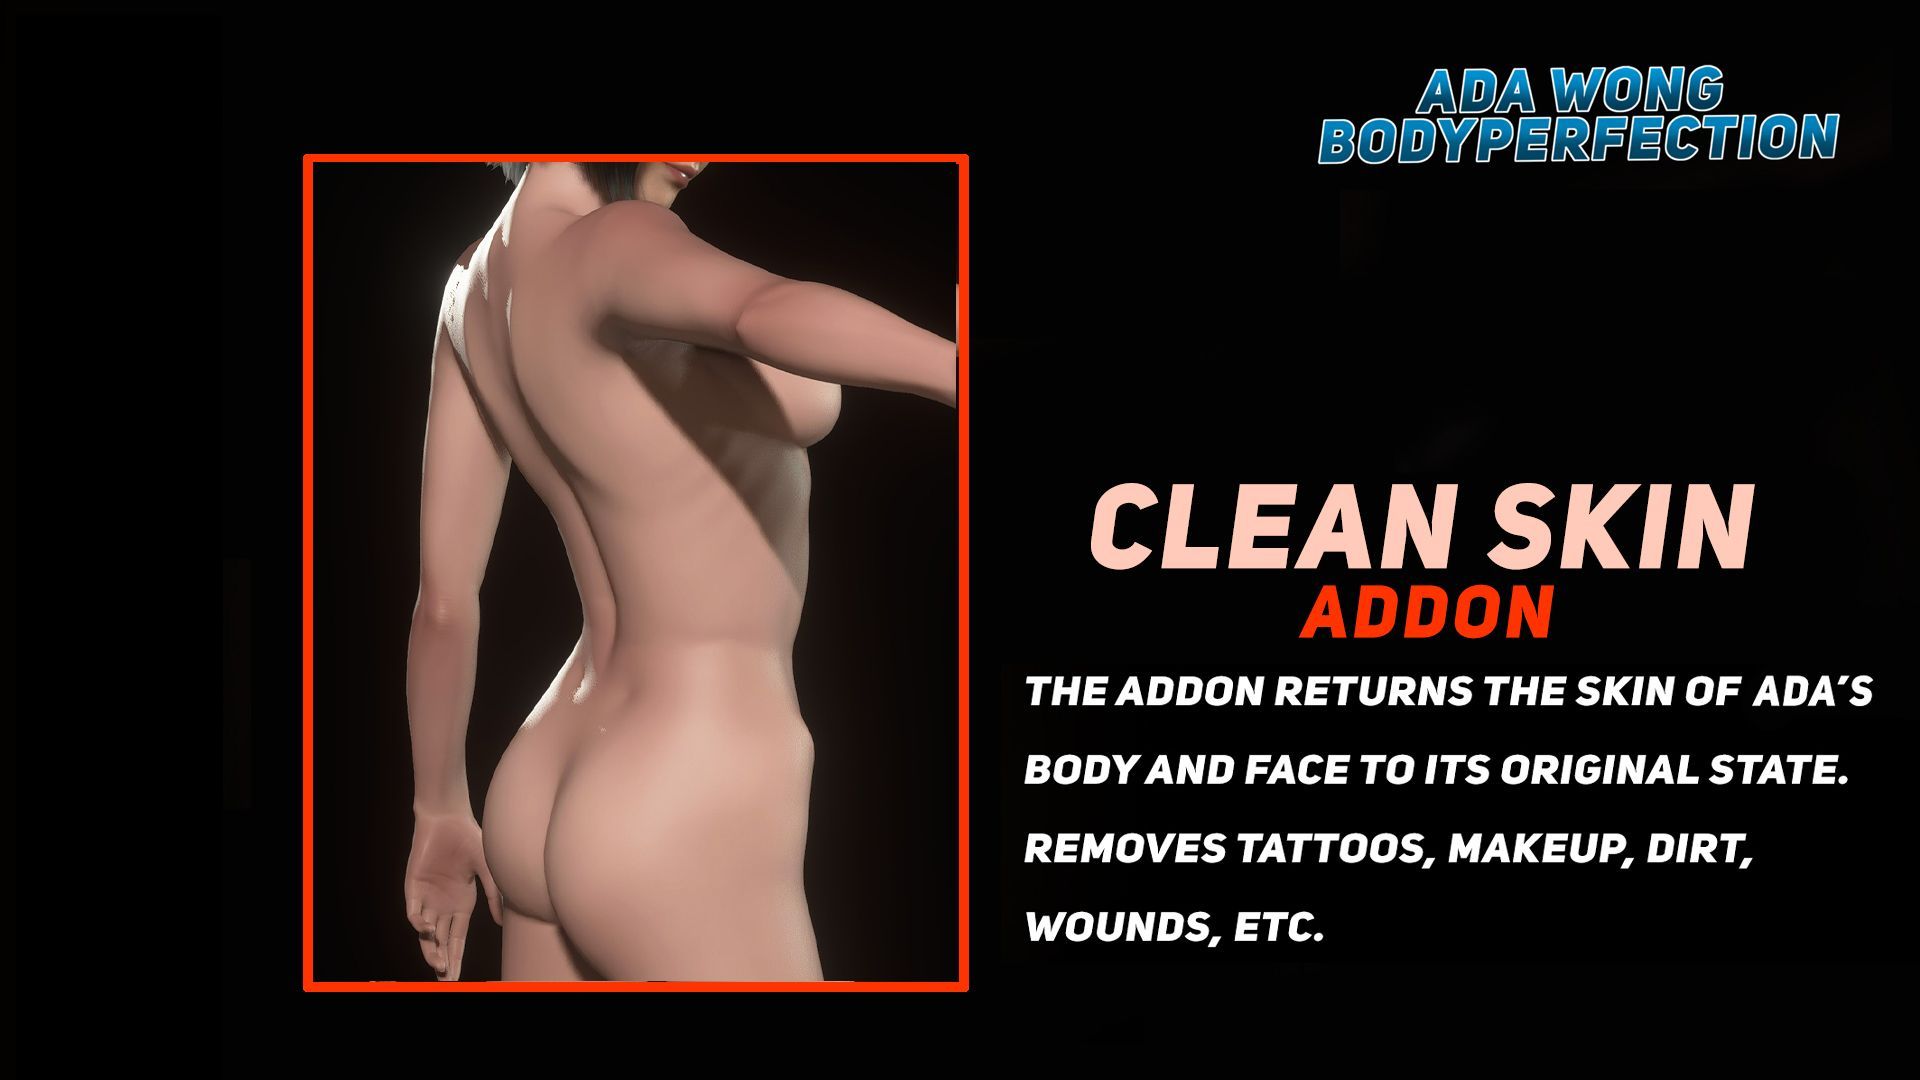 ADA WONG
BODYPERFECTION
CLEAN SKIN
ADDON
THE ADDON RETURNS THE SKIN OF ADA'S
BODY AND FACE TO ITS ORIGINAL STATE.
REMOVES TATTOOS, MAKEUP, DIRT,
WOUNDS, ETC.